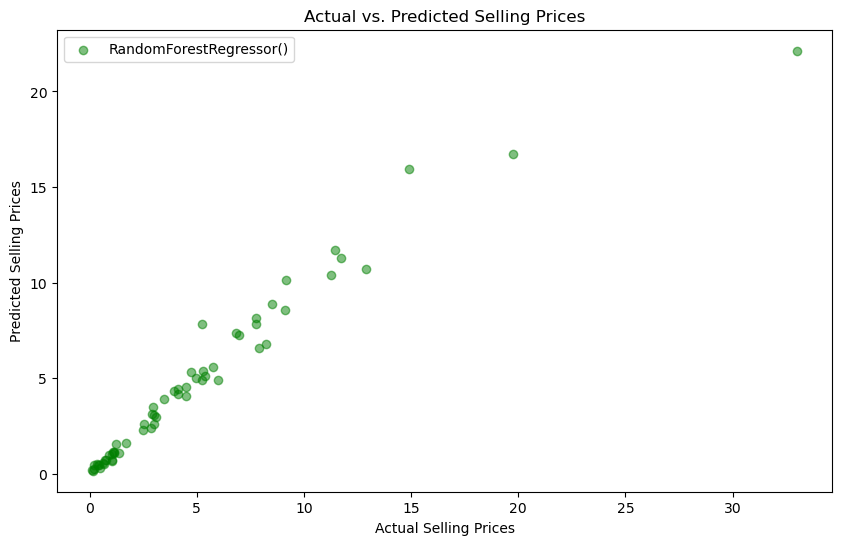 Actual vs. Predicted Selling Prices
RandomForestRegressor()
Predicted Selling Prices
20
15
10
5
0
0 5 10 15 20 25 30
Actual Selling Prices